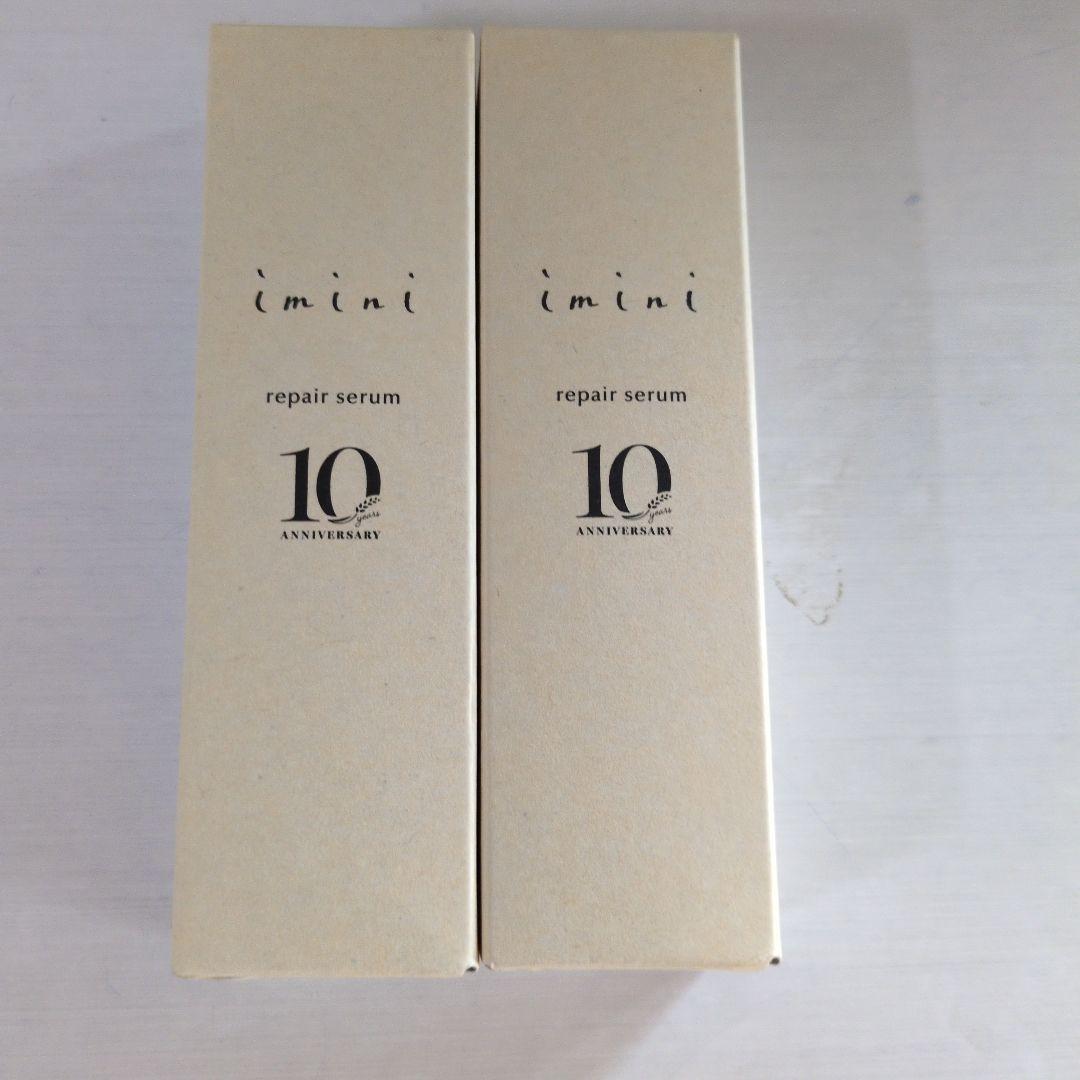 imini
repair serum
10
years
ANNIVERSARY
imini
repair serum
10
years
ANNIVERSARY